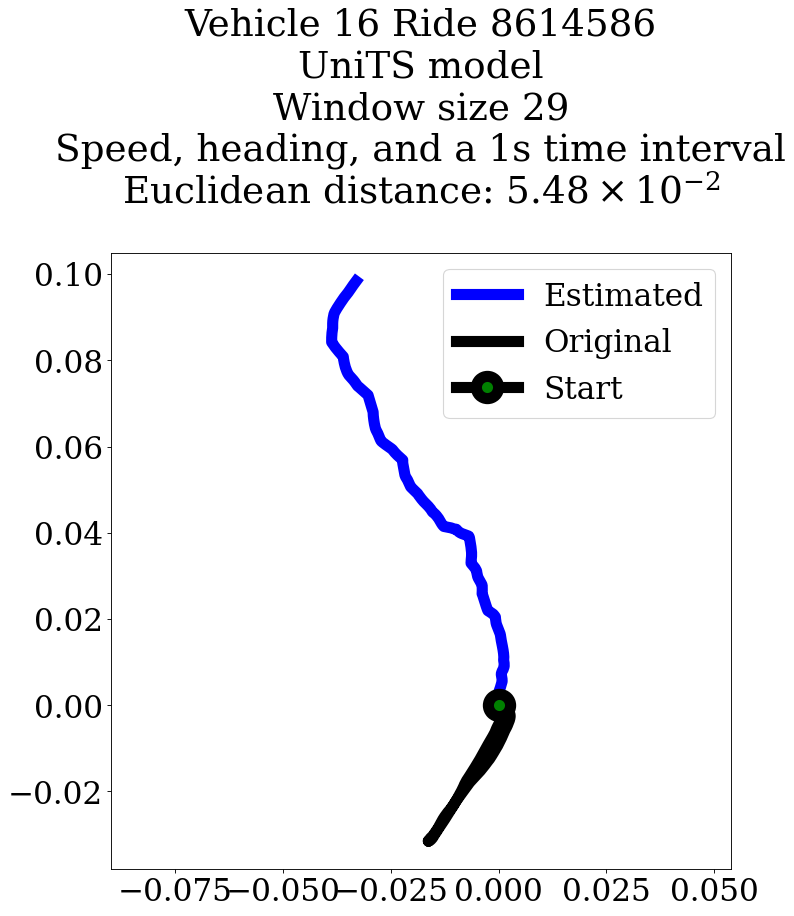 Vehicle 16 Ride 8614586
UniTS model
Window size 29
Speed, heading, and a 1s time interval
Euclidean distance: 5.48 × 10⁻²
Estimated
Original
Start
0.10
0.08
0.06
0.04
0.02
0.00
−0.02
−0.075 −0.050 −0.025 0.000 0.025 0.050